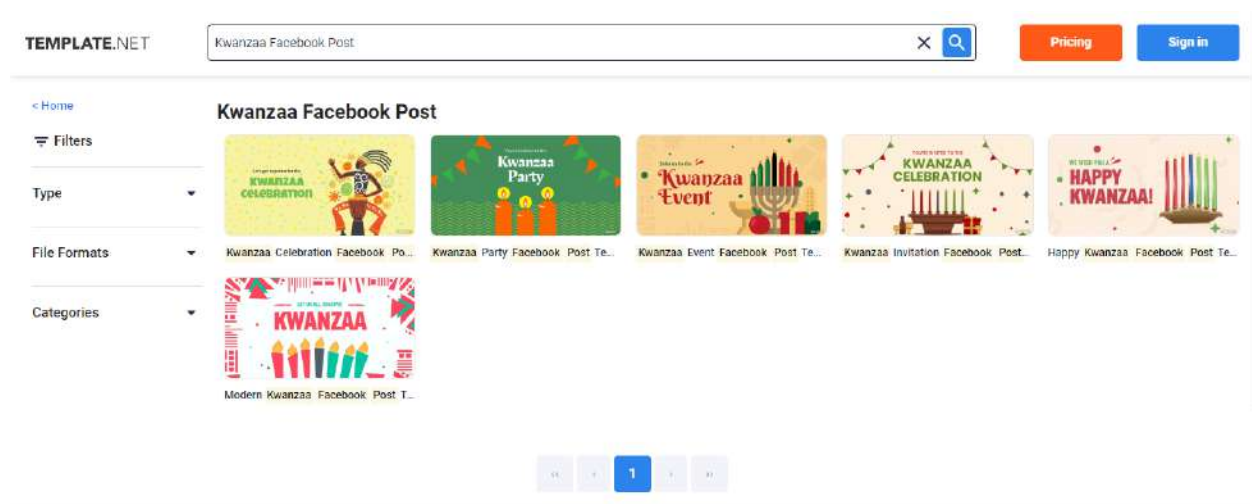 TEMPLATE.NET
Kwanzaa Facebook Post
Pricing
Sign in
< Home
Filters
Type
File Formats
Categories
Kwanzaa Facebook Post
KWANZAA
CELEBRATION
Kwanzaa
Party
Kwanzaa
Event
KWANZAA
CELEBRATION
HAPPY
KWANZAA!
Kwanzaa Celebration Facebook Po...
Kwanzaa Party Facebook Post Te...
Kwanzaa Event Facebook Post Te...
Kwanzaa Invitation Facebook Post...
Happy Kwanzaa Facebook Post Te...
KWANZAA
Modern Kwanzaa Facebook Post T...
1